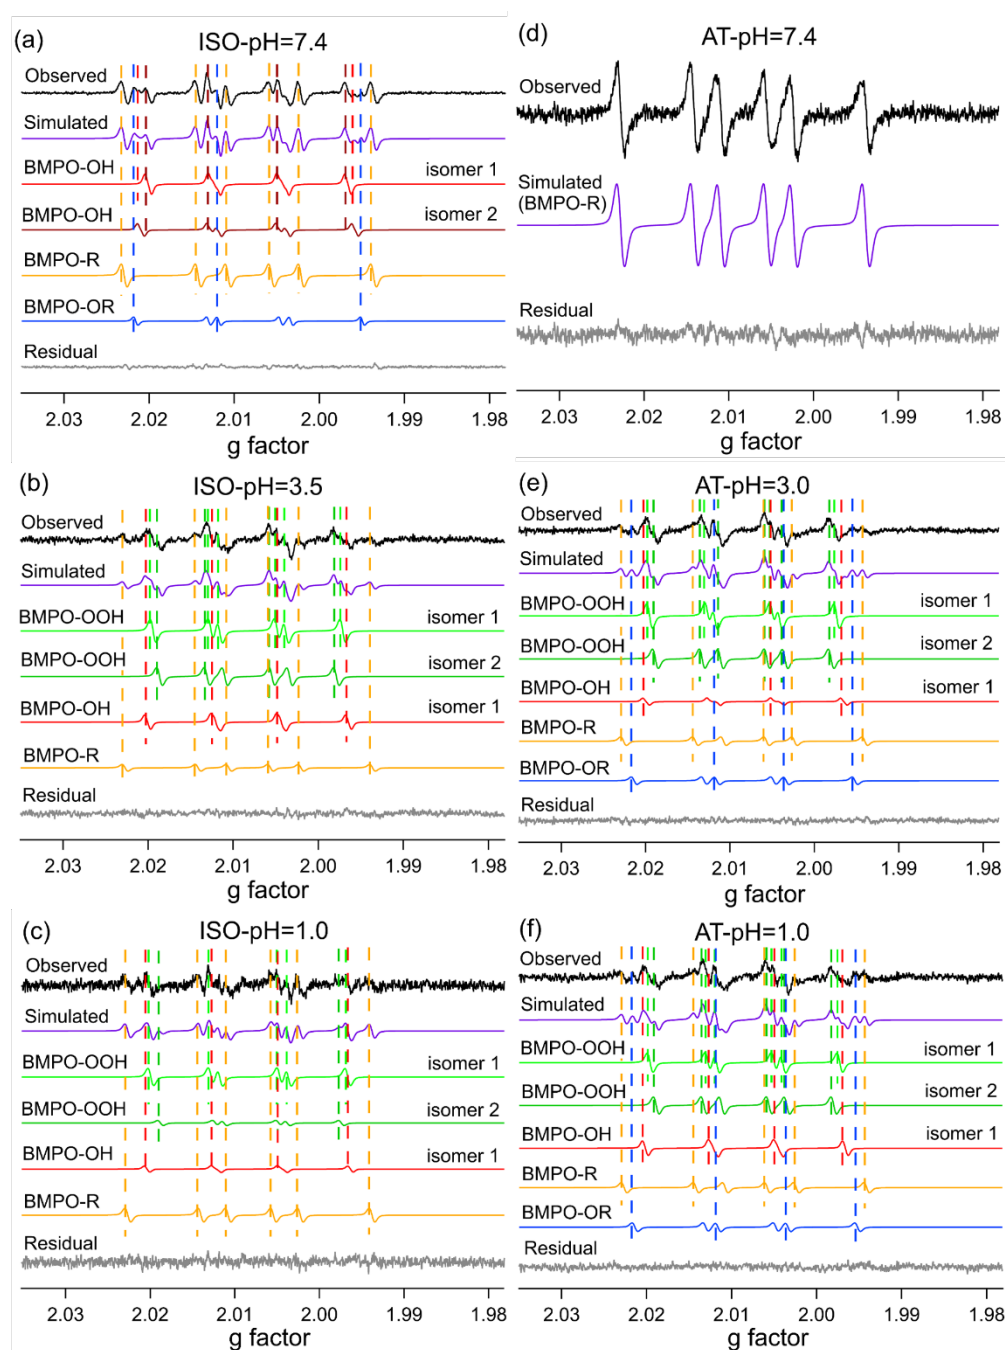 (a) ISO-pH=7.4
Observed
Simulated
BMPO-OH isomer 1
BMPO-OH isomer 2
BMPO-R
BMPO-OR
Residual
2.03 2.02 2.01 2.00 1.99 1.98
g factor
(b) ISO-pH=3.5
Observed
Simulated
BMPO-OOH isomer 1
BMPO-OOH isomer 2
BMPO-OH isomer 1
BMPO-R
Residual
2.03 2.02 2.01 2.00 1.99 1.98
g factor
(c) ISO-pH=1.0
Observed
Simulated
BMPO-OOH isomer 1
BMPO-OOH isomer 2
BMPO-OH isomer 1
BMPO-R
Residual
2.03 2.02 2.01 2.00 1.99 1.98
g factor
(d) AT-pH=7.4
Observed
Simulated
(BMPO-R)
Residual
2.03 2.02 2.01 2.00 1.99 1.98
g factor
(e) AT-pH=3.0
Observed
Simulated
BMPO-OOH isomer 1
BMPO-OOH isomer 2
BMPO-OH isomer 1
BMPO-R
BMPO-OR
Residual
2.03 2.02 2.01 2.00 1.99 1.98
g factor
(f) AT-pH=1.0
Observed
Simulated
BMPO-OOH isomer 1
BMPO-OOH isomer 2
BMPO-OH isomer 1
BMPO-R
BMPO-OR
Residual
2.03 2.02 2.01 2.00 1.99 1.98
g factor